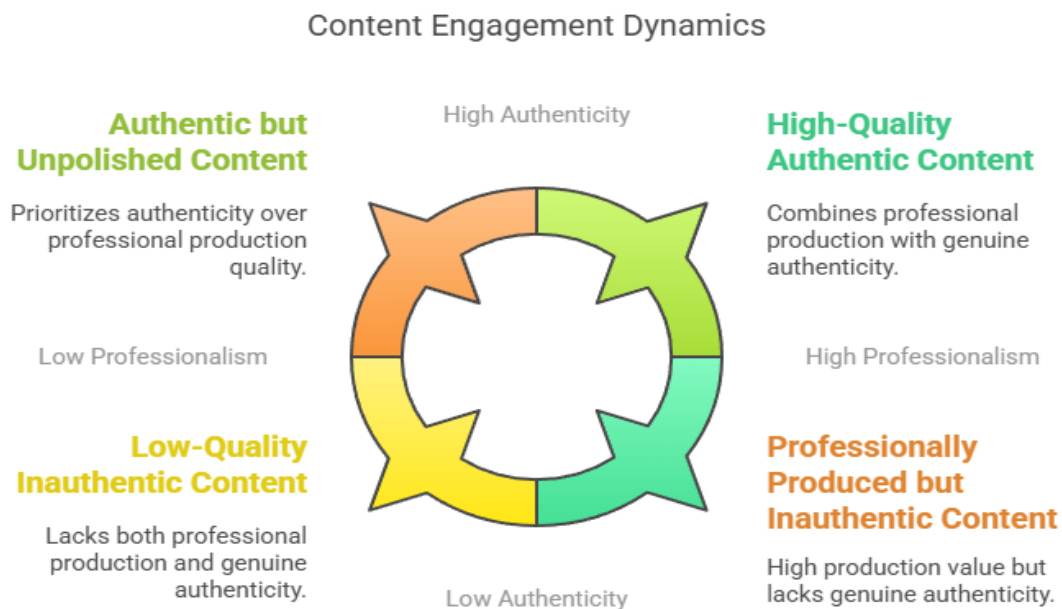 Content Engagement Dynamics
High Authenticity
Authentic but
Unpolished Content
Prioritizes authenticity over
professional production
quality.
High-Quality
Authentic Content
Combines professional
production with genuine
authenticity.
Low Professionalism
High Professionalism
Low-Quality
Inauthentic Content
Lacks both professional
production and genuine
authenticity.
Professionally
Produced but
Inauthentic Content
High production value but
lacks genuine authenticity.
Low Authenticity